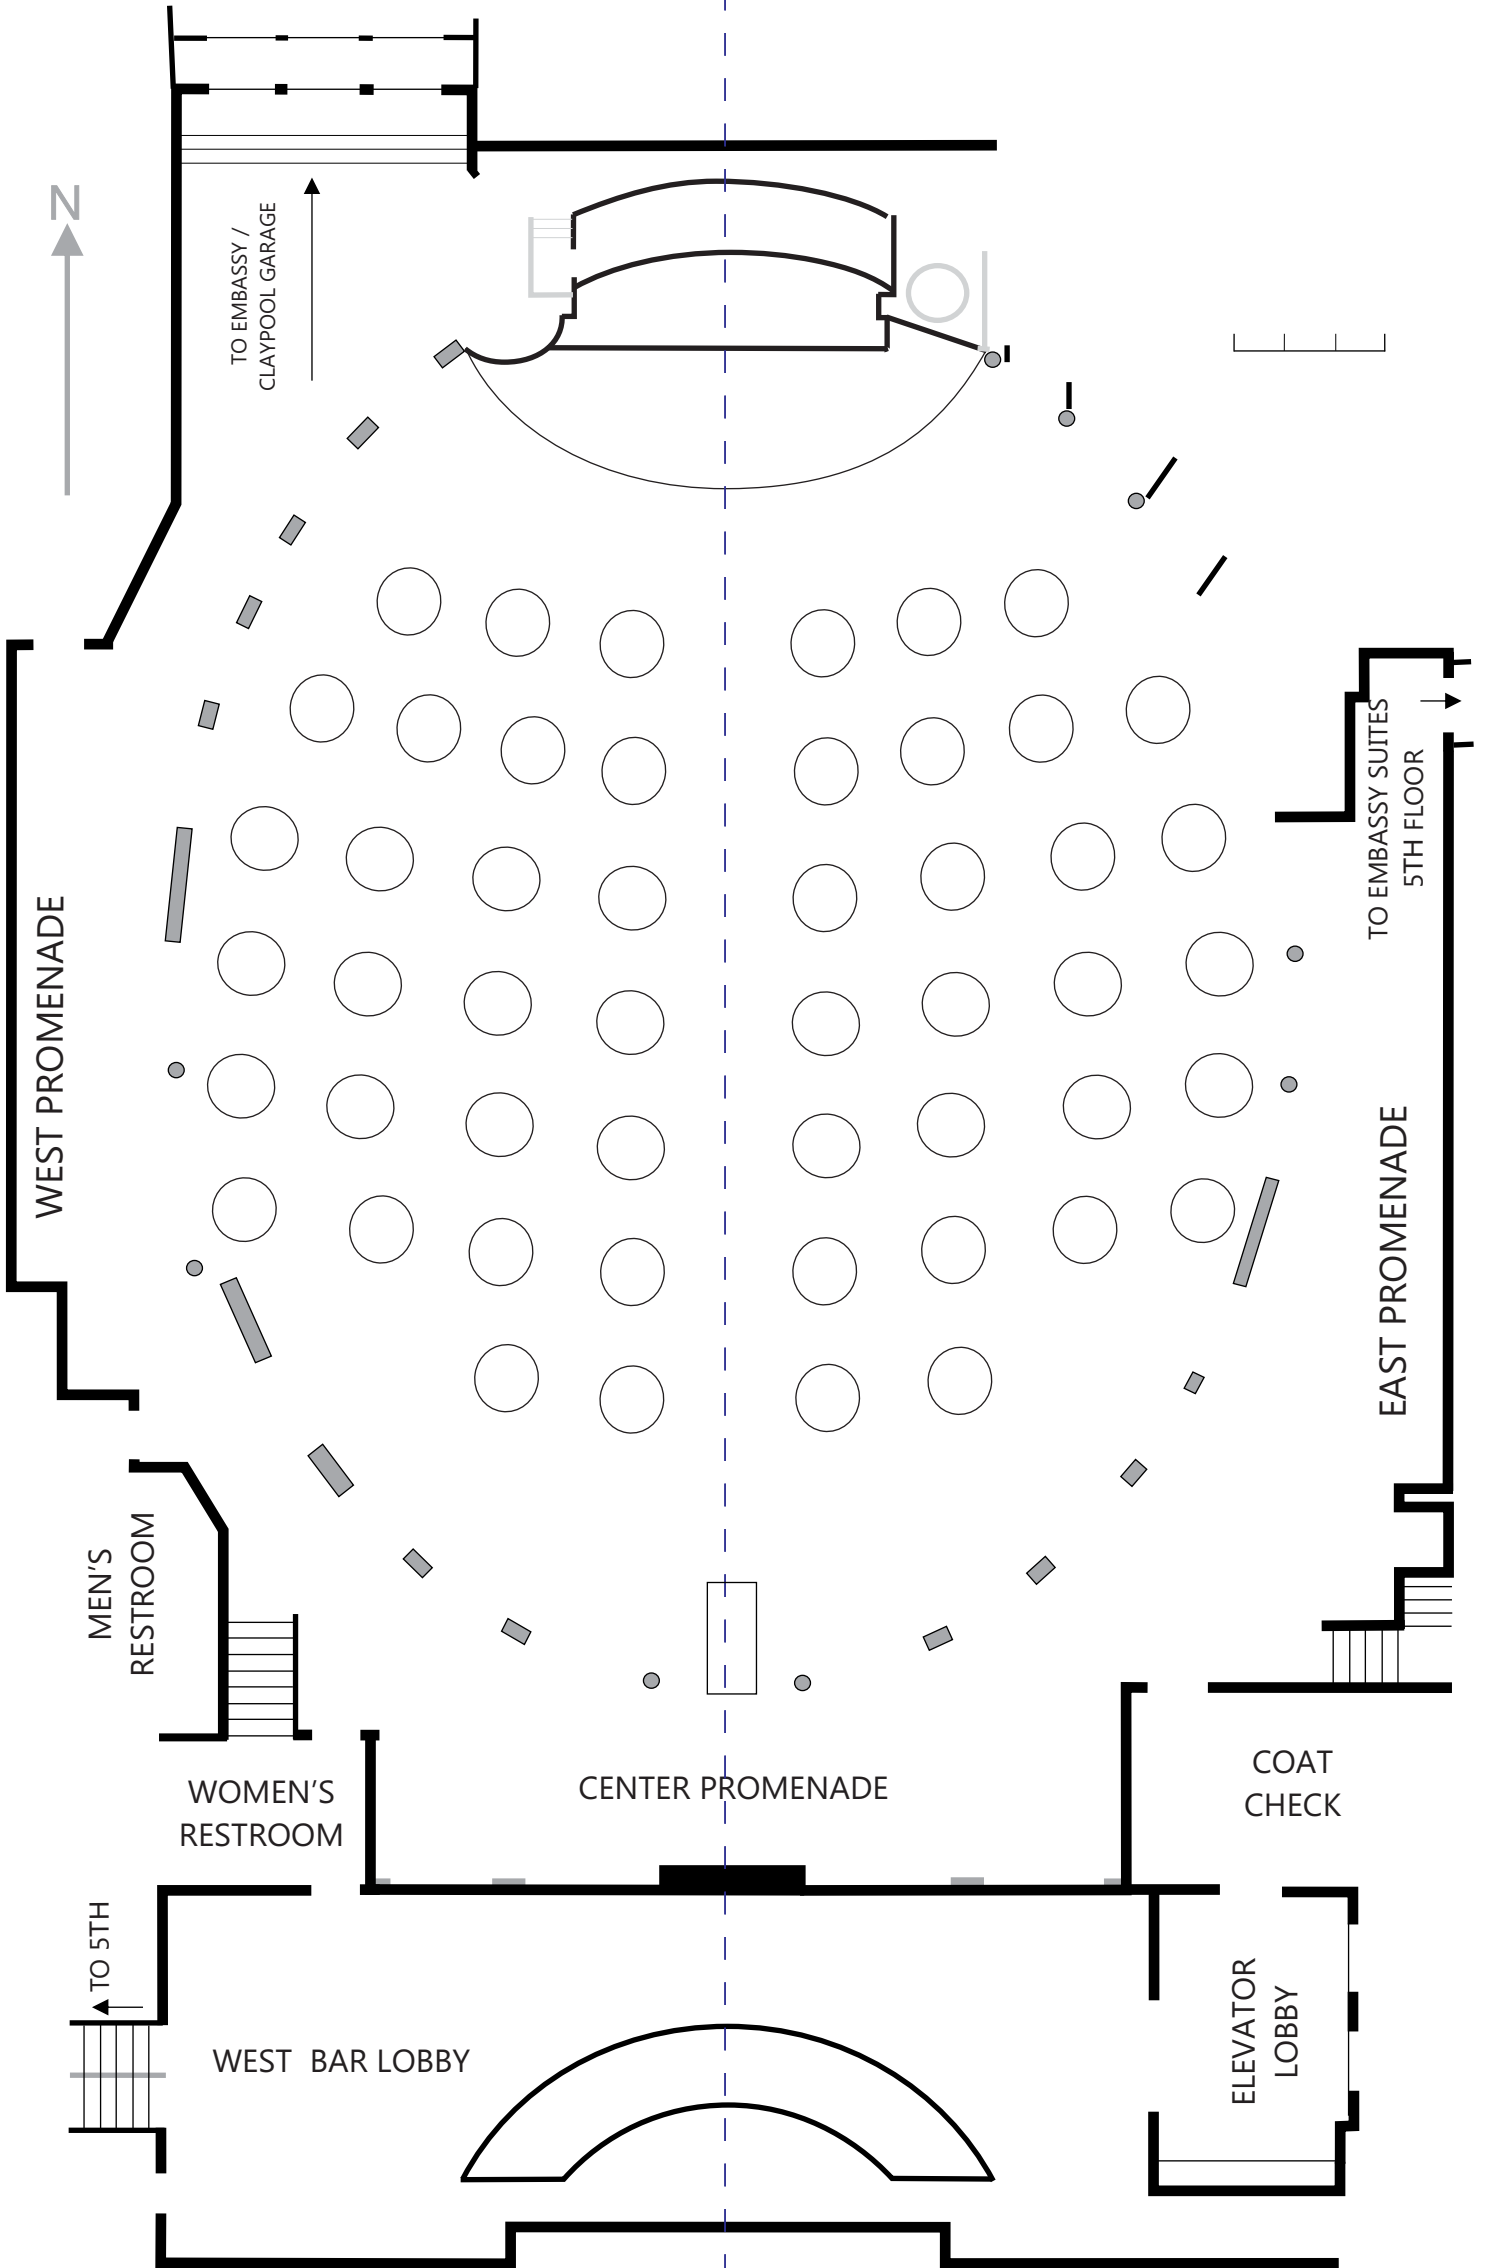 N
TO EMBASSY /
CLAYPOOL GARAGE
TO EMBASSY SUITES
5TH FLOOR
WEST PROMENADE
EAST PROMENADE
MEN'S
RESTROOM
WOMEN'S
RESTROOM
CENTER PROMENADE
COAT
CHECK
TO 5TH
WEST BAR LOBBY
ELEVATOR
LOBBY